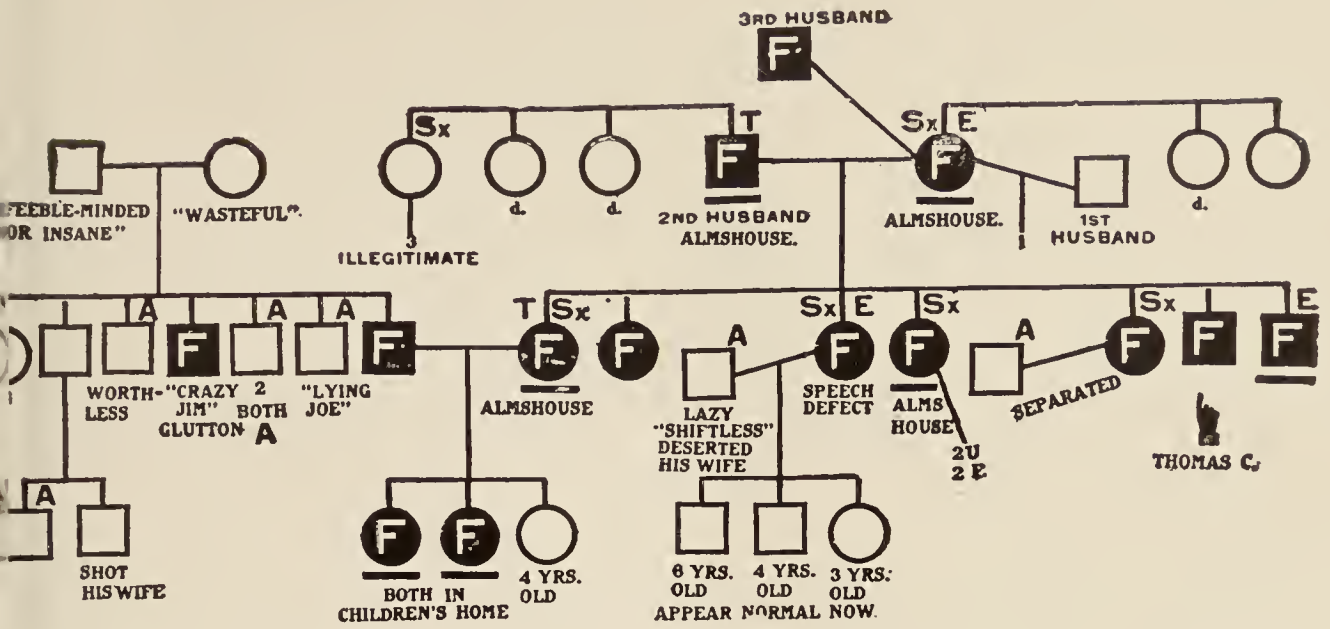 3RD HUSBAND
F
Sx T Sx E
F F
"WASTEFUL".
d. d. d.
2ND HUSBAND
ALMSHOUSE.
ALMSHOUSE.
1ST
HUSBAND
3
ILLEGITIMATE
FEEBLE-MINDED
OR INSANE"
A A A T Sx Sx E Sx A Sx E
F F F F F F F F F
A
WORTH-
LESS
"CRAZY
JIM"
GLUTTON
2
BOTH
A
"LYING
JOE"
ALMSHOUSE
LAZY
"SHIFTLESS"
DESERTED
HIS WIFE
SPEECH
DEFECT
ALMS
HOUSE
2U
2E
SEPARATED
THOMAS C.
A
SHOT
HIS WIFE
F F
BOTH IN
CHILDREN'S HOME
4 YRS.
OLD
6 YRS.
OLD
4 YRS.
OLD
3 YRS.
OLD
APPEAR NORMAL NOW.